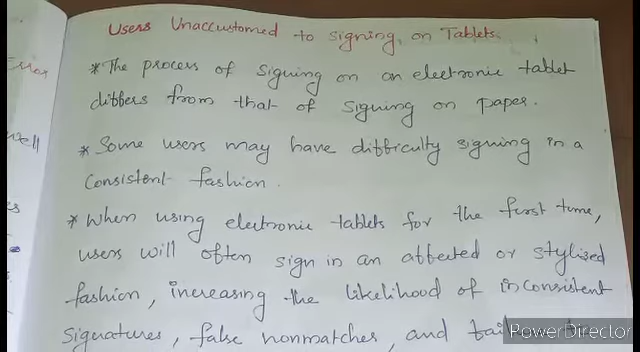 Users Unaccustomed to signing on Tablets.
* The process of signing on an electronic tablet
differs from that of signing on paper.
* Some users may have difficulty signing in a
consistent fashion.
* When using electronic tablets for the first time,
users will often sign in an affected or stylized
fashion, increasing the likelihood of inconsistent
signatures, false nonmatches, and
Error
well
PowerDirector